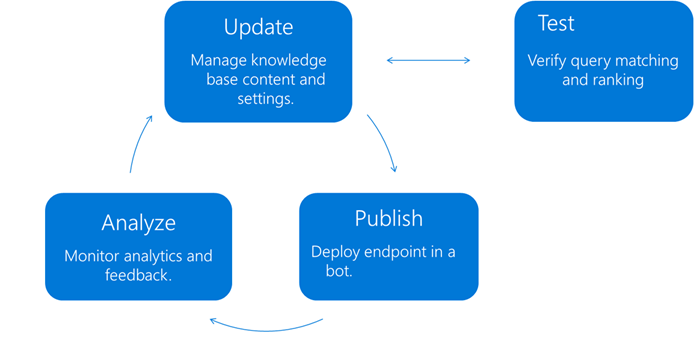 Update
Manage knowledge
base content and
settings.
Test
Verify query matching
and ranking
Analyze
Monitor analytics and
feedback.
Publish
Deploy endpoint in a
bot.